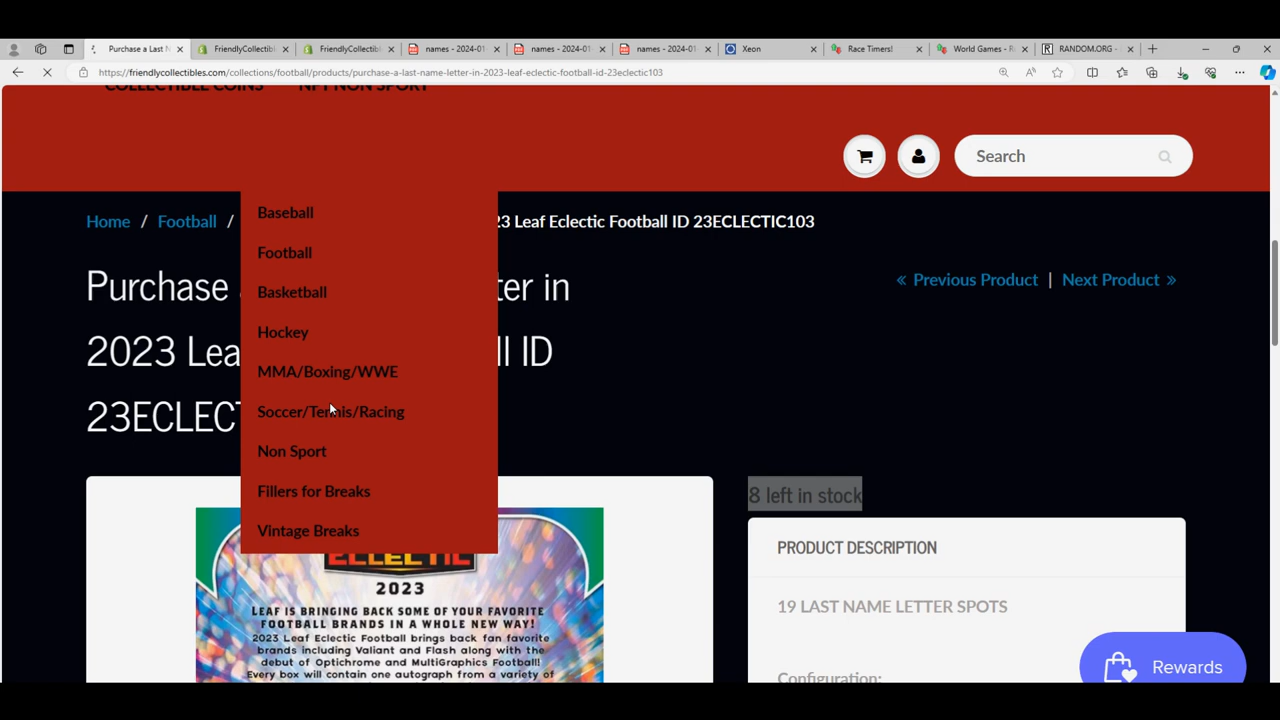 Purchase a Last N
FriendlyCollectib
FriendlyCollectib
names - 2024-01
names - 2024-01
names - 2024-01
Xeon
Race Timers!
World Games - R
RANDOM.ORG -
https://friendlycollectibles.com/collections/football/products/purchase-a-last-name-letter-in-2023-leaf-eclectic-football-id-23eclectic103
COLLECTIBLE COINS NPT NON SPORT
Search
Home / Football / 23 Leaf Eclectic Football ID 23ECLECTIC103
Baseball
Football
Basketball
Hockey
MMA/Boxing/WWE
Soccer/Tennis/Racing
Non Sport
Fillers for Breaks
Vintage Breaks
« Previous Product | Next Product »
Purchase ter in
2023 Lea ll ID
23ECLECT
8 left in stock
PRODUCT DESCRIPTION
19 LAST NAME LETTER SPOTS
Configuration:
ECLECTIC
2023
LEAF IS BRINGING BACK SOME OF YOUR FAVORITE
FOOTBALL BRANDS IN A WHOLE NEW WAY!
2023 Leaf Eclectic Football brings back fan favorite
brands including Valiant and Flash along with the
debut of Optichrome and MultiGraphics Football!
Every box will contain one autograph from a variety of
Rewards